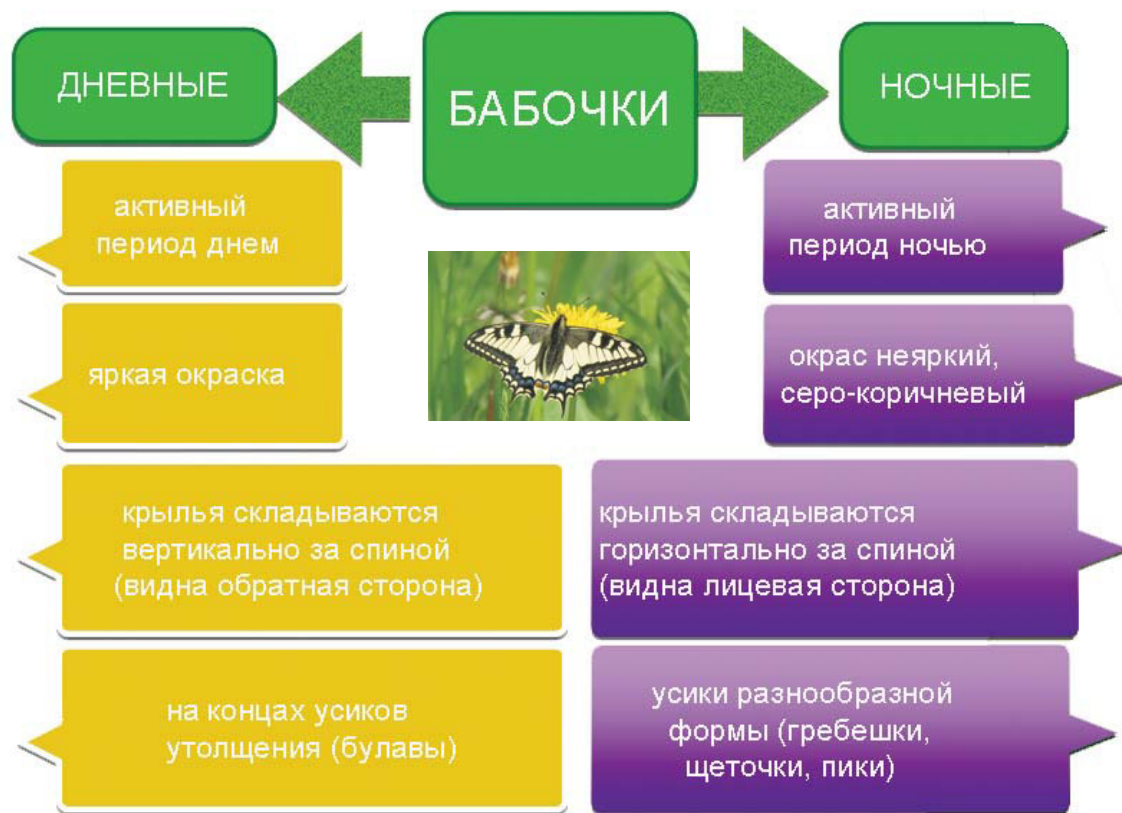 ДНЕВНЫЕ
БАБОЧКИ
НОЧНЫЕ
активный
период днем
активный
период ночью
яркая окраска
окрас неяркий,
серо-коричневый
крылья складываются
вертикально за спиной
(видна обратная сторона)
крылья складываются
горизонтально за спиной
(видна лицевая сторона)
на концах усиков
утолщения (булавы)
усики разнообразной
формы (гребешки,
щеточки, пики)